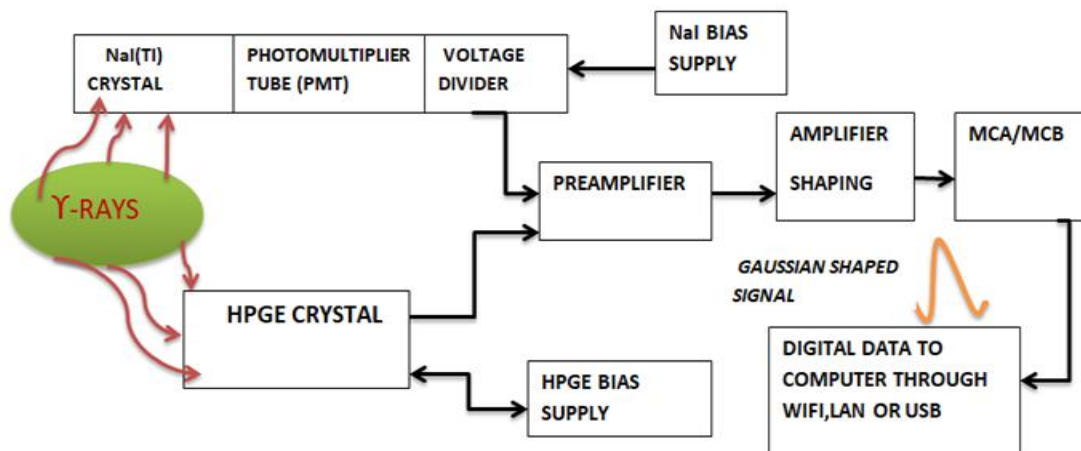 NaI(Tl)
CRYSTAL
PHOTOMULTIPLIER
TUBE (PMT)
VOLTAGE
DIVIDER
NaI BIAS
SUPPLY
ϒ-RAYS
PREAMPLIFIER
AMPLIFIER
SHAPING
MCA/MCB
HPGE CRYSTAL
GAUSSIAN SHAPED
SIGNAL
HPGE BIAS
SUPPLY
DIGITAL DATA TO
COMPUTER THROUGH
WIFI,LAN OR USB